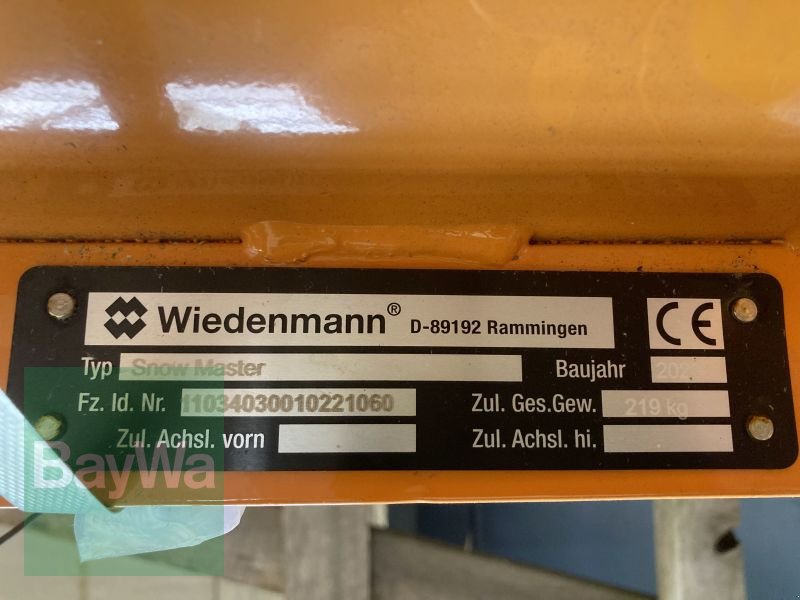 Wiedenmann® D-89192 Rammingen CE
Typ Snow Master Baujahr
Fz. Id. Nr. 11034030010221060 Zul. Ges.Gew. 219 kg
Zul. Achsl. vorn Zul. Achsl. hi.
BayWa